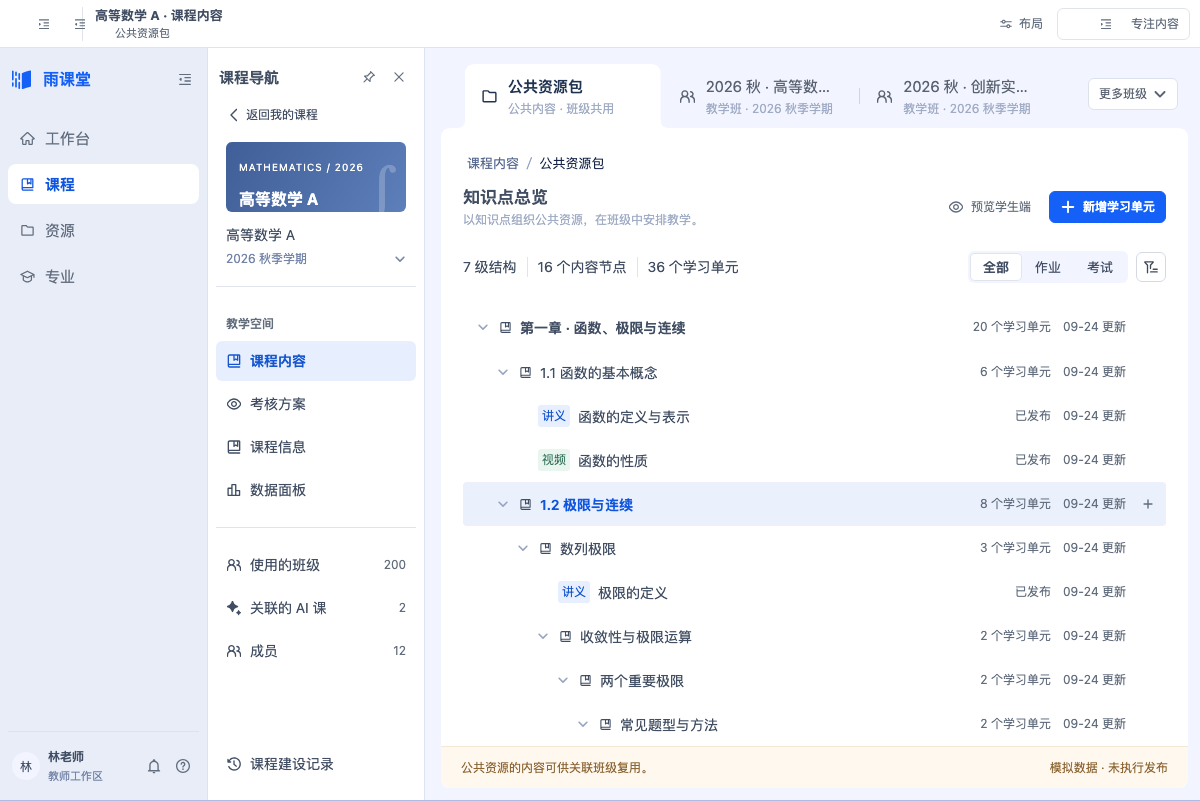 高等数学 A · 课程内容
公共资源包
布局
专注内容
雨课堂
工作台
课程
资源
专业
林
林老师
教师工作区
课程导航
返回我的课程
MATHEMATICS / 2026
高等数学 A
高等数学 A
2026 秋季学期
教学空间
课程内容
考核方案
课程信息
数据面板
使用的班级 200
关联的 AI 课 2
成员 12
课程建设记录
公共资源包
公共内容 · 班级共用
2026 秋 · 高等数...
教学班 · 2026 秋季学期
2026 秋 · 创新实...
教学班 · 2026 秋季学期
更多班级
课程内容 / 公共资源包
知识点总览
以知识点组织公共资源，在班级中安排教学。
预览学生端
新增学习单元
7 级结构 16 个内容节点 36 个学习单元
全部 作业 考试
第一章 · 函数、极限与连续 20 个学习单元 09-24 更新
1.1 函数的基本概念 6 个学习单元 09-24 更新
讲义 函数的定义与表示 已发布 09-24 更新
视频 函数的性质 已发布 09-24 更新
1.2 极限与连续 8 个学习单元 09-24 更新
数列极限 3 个学习单元 09-24 更新
讲义 极限的定义 已发布 09-24 更新
收敛性与极限运算 2 个学习单元 09-24 更新
两个重要极限 2 个学习单元 09-24 更新
常见题型与方法 2 个学习单元 09-24 更新
公共资源的内容可供关联班级复用。 模拟数据 · 未执行发布